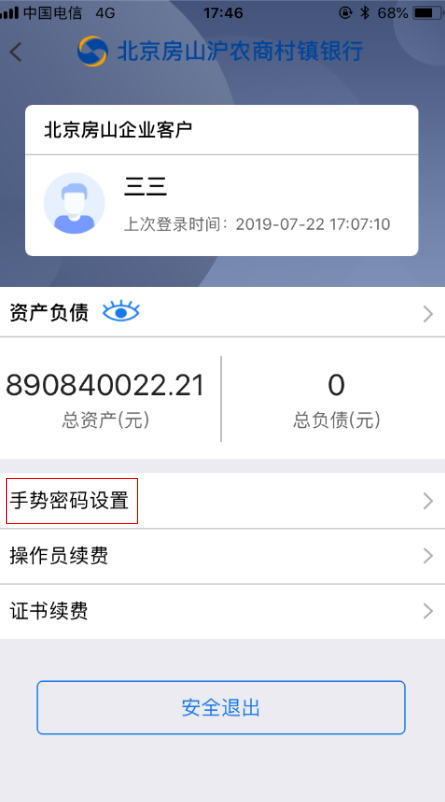 中国电信 4G 17:46 68%
北京房山沪农商村镇银行
北京房山企业客户
三三
上次登录时间：2019-07-22 17:07:10
资产负债
890840022.21 0
总资产(元) 总负债(元)
手势密码设置
操作员续费
证书续费
安全退出